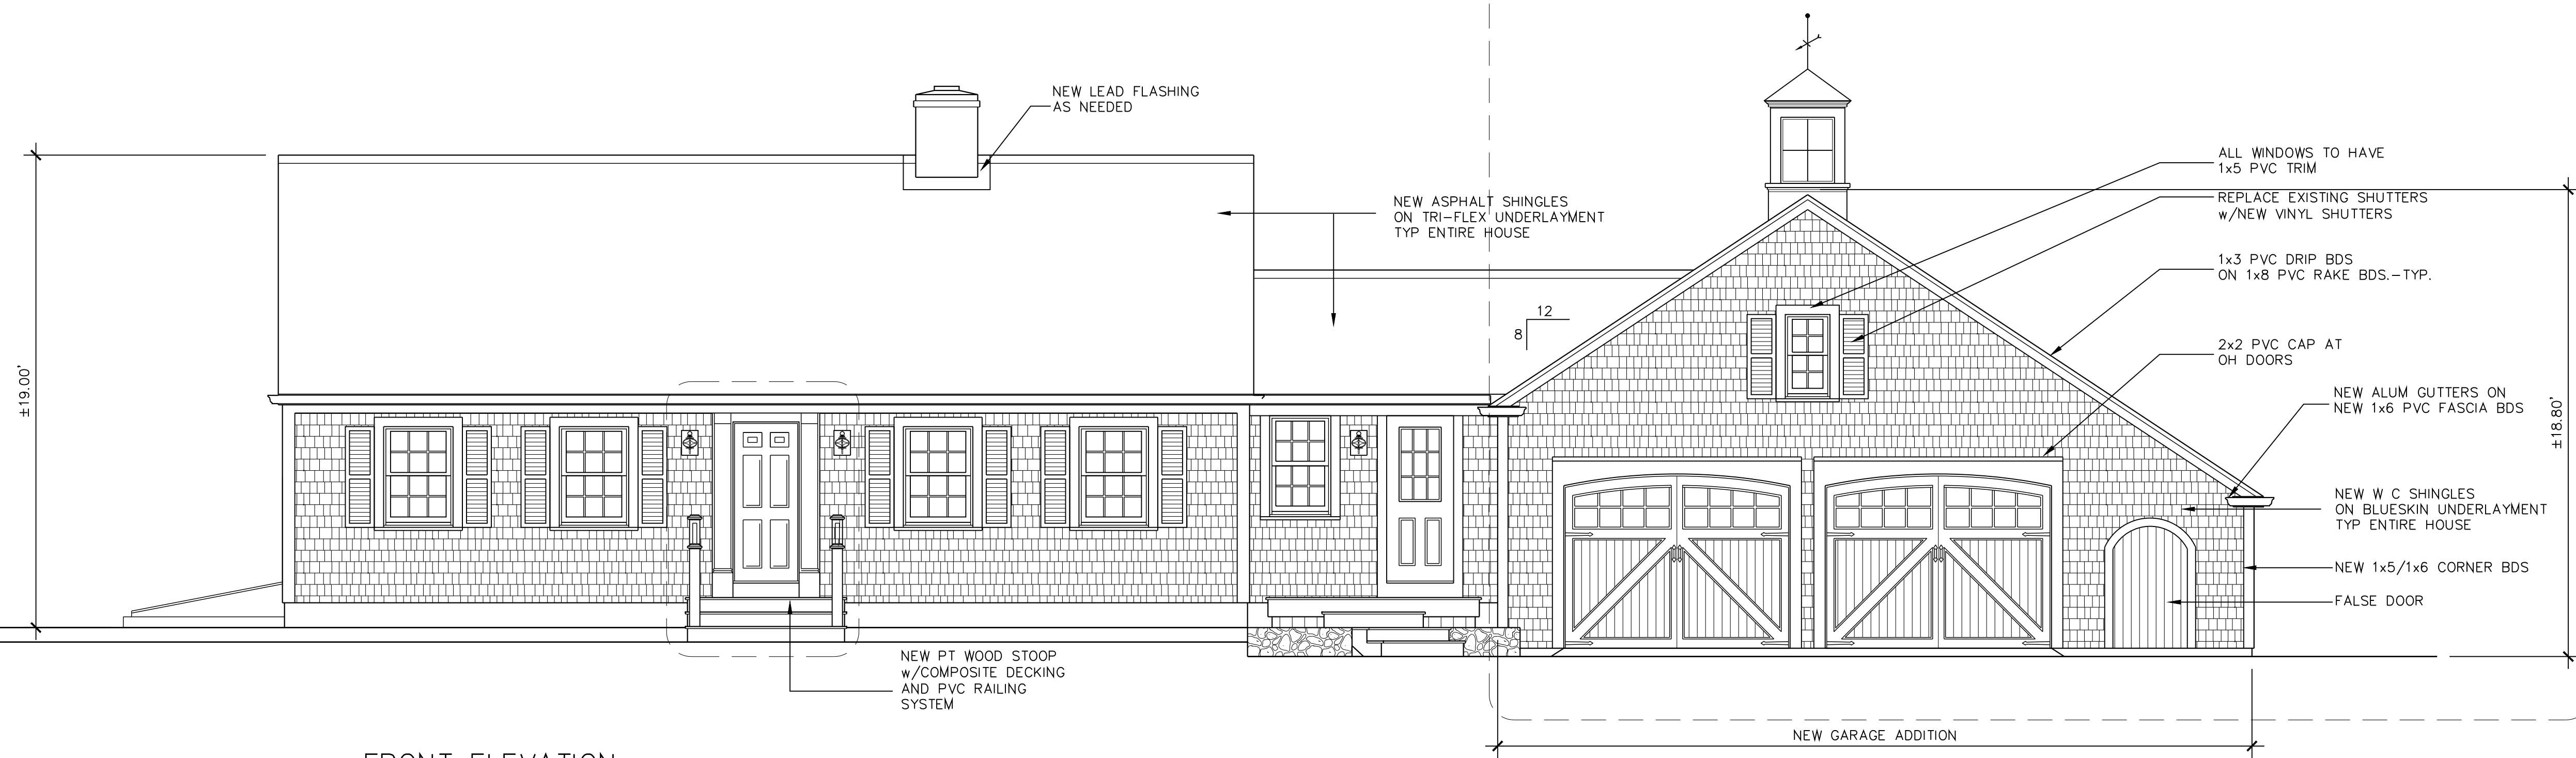 NEW LEAD FLASHING
AS NEEDED
ALL WINDOWS TO HAVE
1x5 PVC TRIM
REPLACE EXISTING SHUTTERS
w/NEW VINYL SHUTTERS
NEW ASPHALT SHINGLES
ON TRI-FLEX UNDERLAYMENT
TYP ENTIRE HOUSE
1x3 PVC DRIP BDS
ON 1x8 PVC RAKE BDS.-TYP.
12
8
2x2 PVC CAP AT
OH DOORS
±19.00'
NEW ALUM GUTTERS ON
NEW 1x6 PVC FASCIA BDS
±18.80'
NEW W C SHINGLES
ON BLUESKIN UNDERLAYMENT
TYP ENTIRE HOUSE
NEW 1x5/1x6 CORNER BDS
FALSE DOOR
NEW PT WOOD STOOP
w/COMPOSITE DECKING
AND PVC RAILING
SYSTEM
NEW GARAGE ADDITION
FRONT ELEVATION